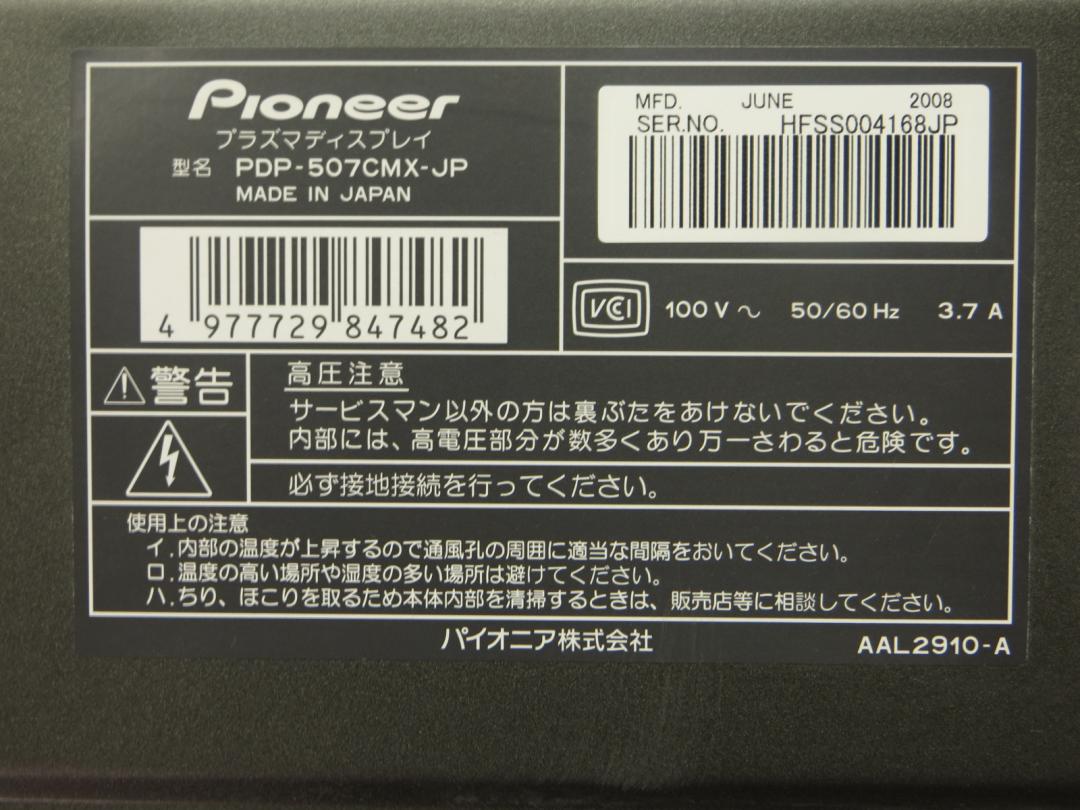 Pioneer
プラズマディスプレイ
型名 PDP-507CMX-JP
MADE IN JAPAN
MFD. JUNE 2008
SER.NO. HFSS004168JP
4 977729 847482
VCCI 100 V ～ 50/60 Hz 3.7 A
警告
高圧注意
サービスマン以外の方は裏ぶたをあけないでください。
内部には、高電圧部分が数多くあり万一さわると危険です。
必ず接地接続を行ってください。
使用上の注意
イ.内部の温度が上昇するので通風孔の周囲に適当な間隔をおいてください。
ロ.温度の高い場所や湿度の多い場所は避けてください。
ハ.ちり、ほこりを取るため本体内部を清掃するときは、販売店等に相談してください。
パイオニア株式会社
AAL2910-A